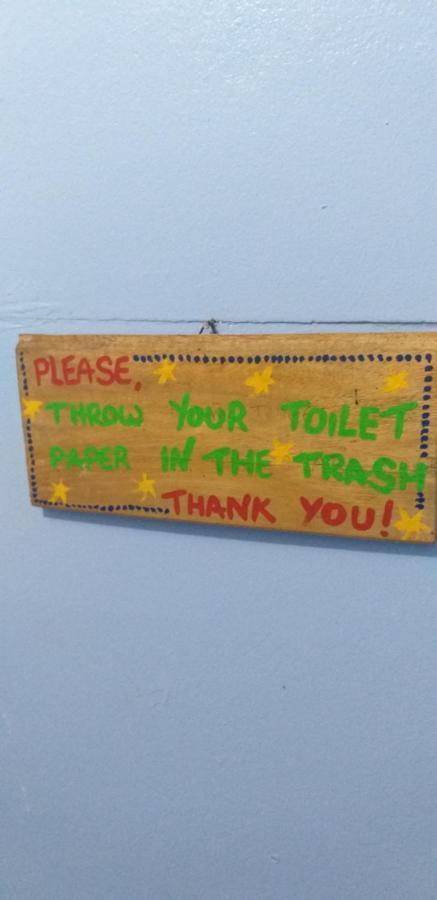 PLEASE,
THROW YOUR TOILET
PAPER IN THE TRASH
THANK YOU!